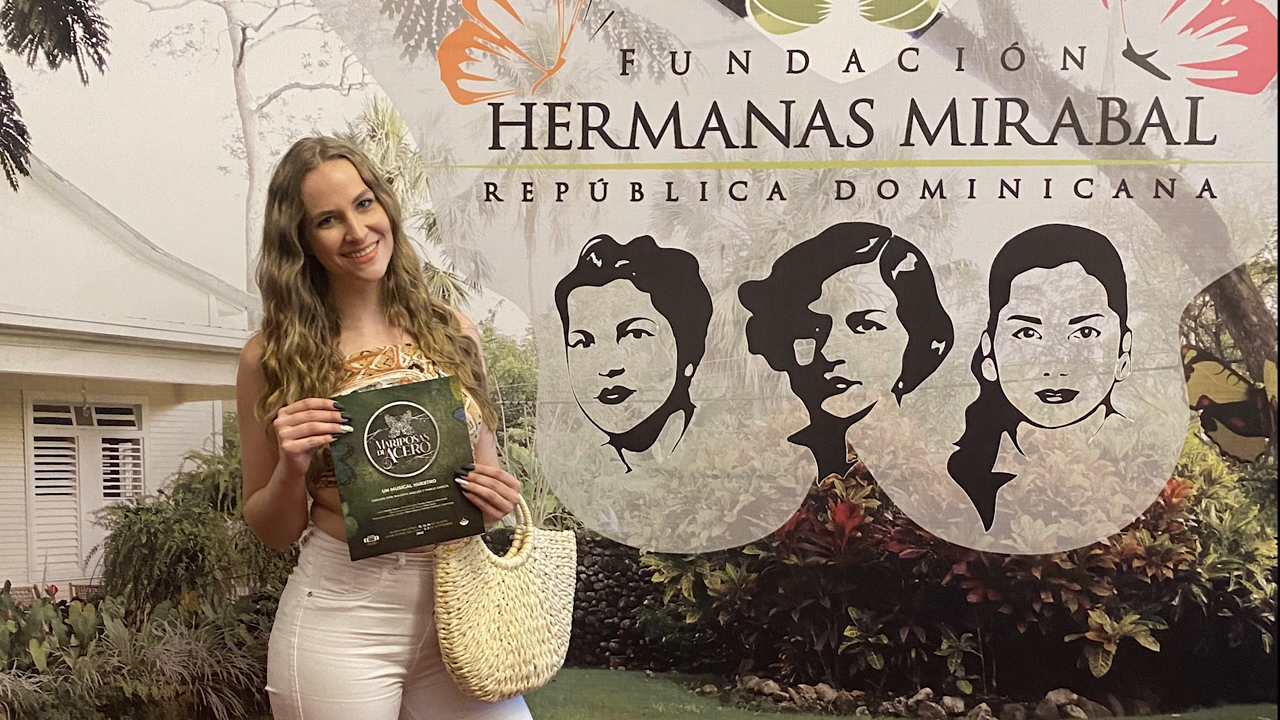 FUNDACIÓN
HERMANAS MIRABAL
REPÚBLICA DOMINICANA
MARIPOSAS
DE ACERO
UN MUSICAL NUESTRO